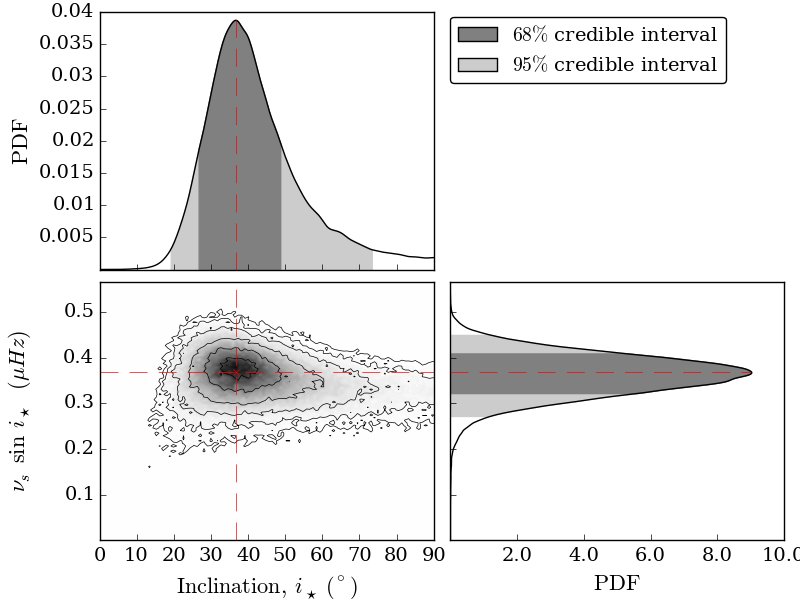 0.04
0.035
0.03
0.025
0.02
0.015
0.01
0.005
PDF
68% credible interval
95% credible interval
0.5
0.4
0.3
0.2
0.1
ν_s sin i_⋆ (μHz)
0 10 20 30 40 50 60 70 80 90
Inclination, i_⋆ (°)
2.0 4.0 6.0 8.0 10.0
PDF